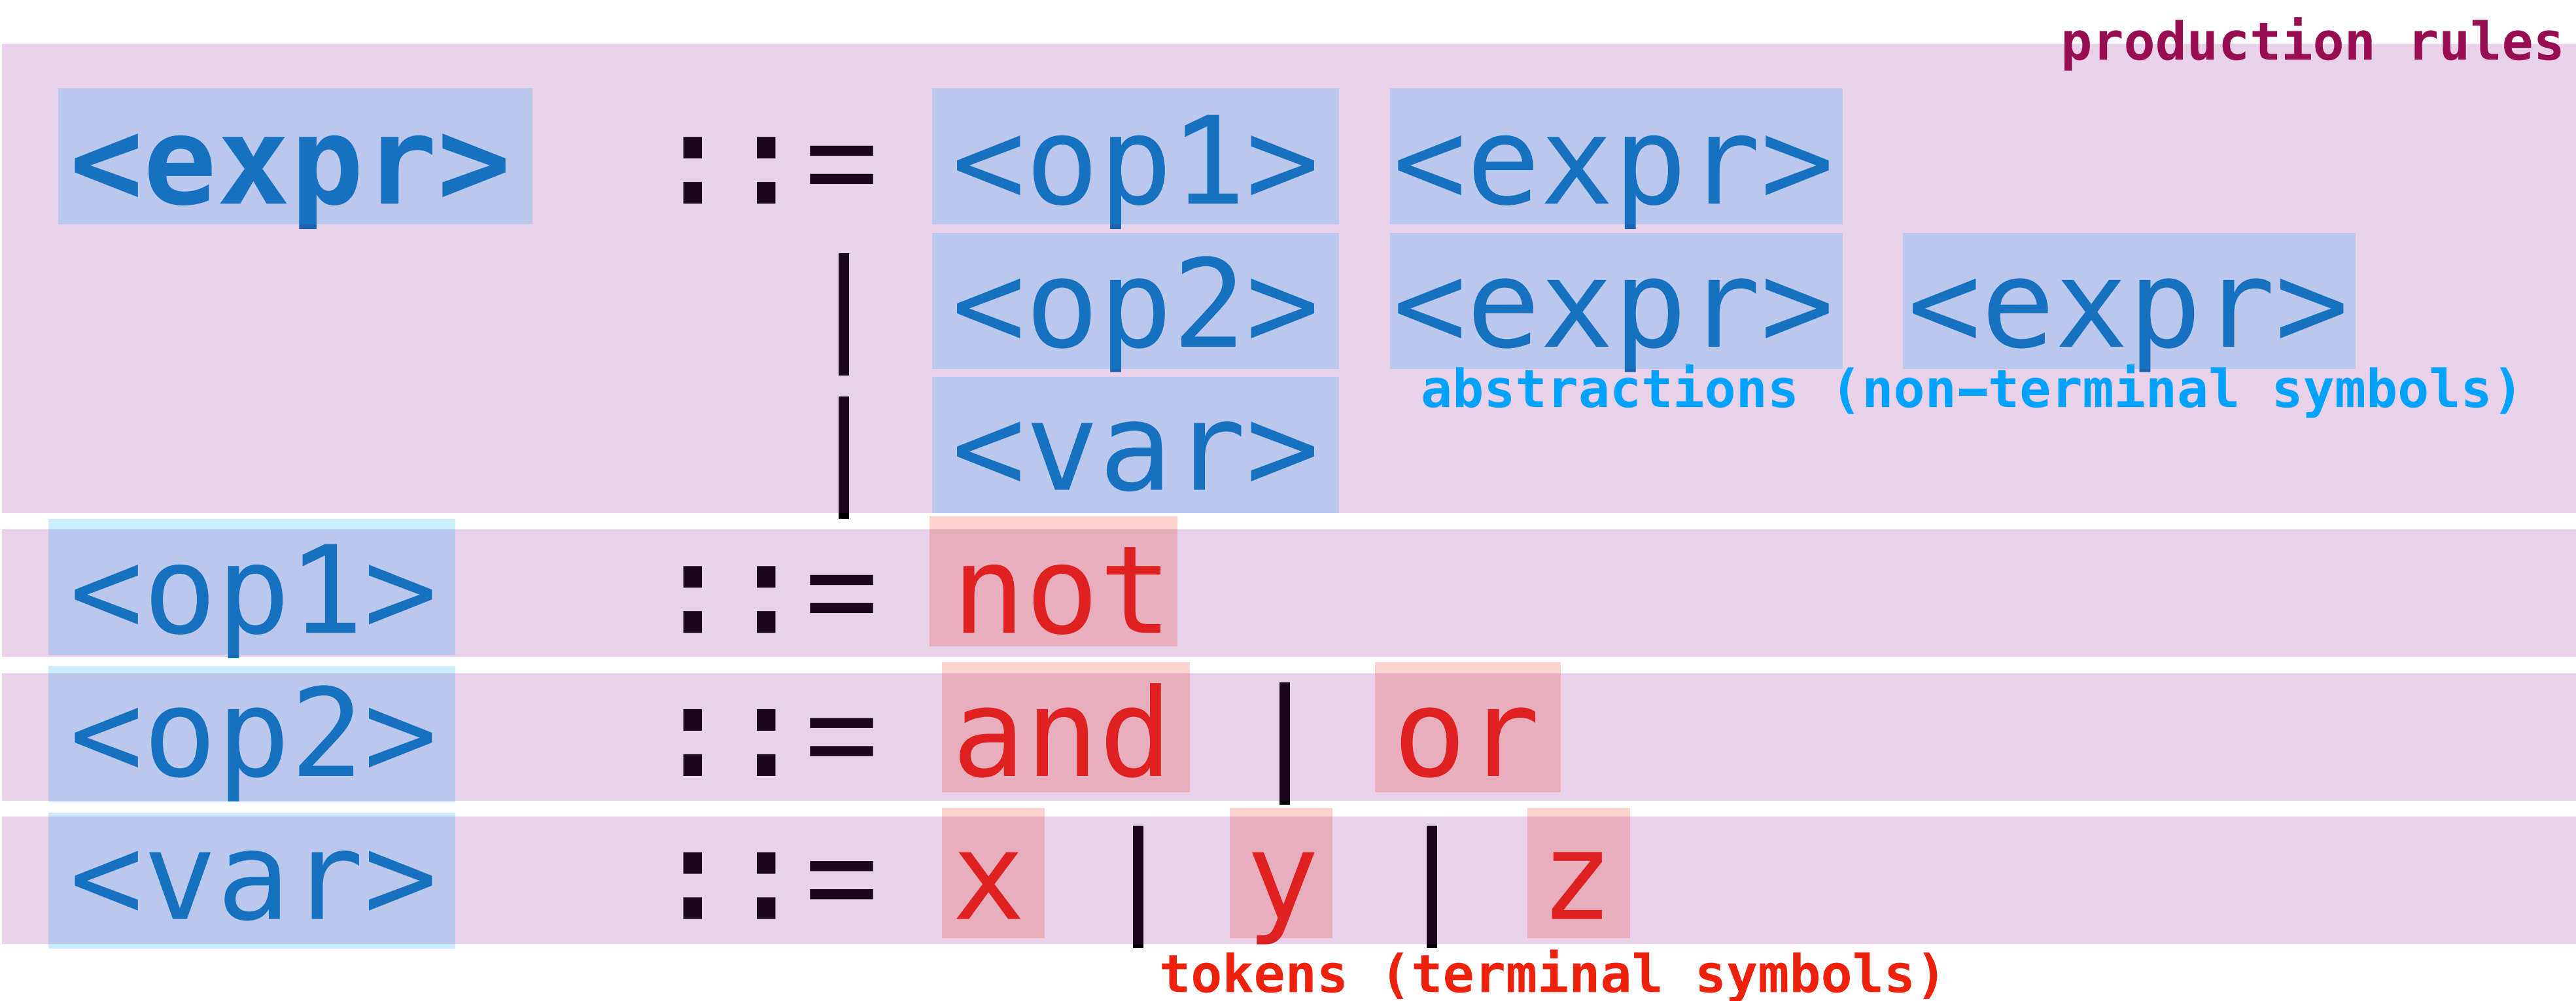 production rules
<expr> ::= <op1> <expr>
| <op2> <expr> <expr>
abstractions (non-terminal symbols)
| <var>
<op1> ::= not
<op2> ::= and | or
<var> ::= x | y | z
tokens (terminal symbols)